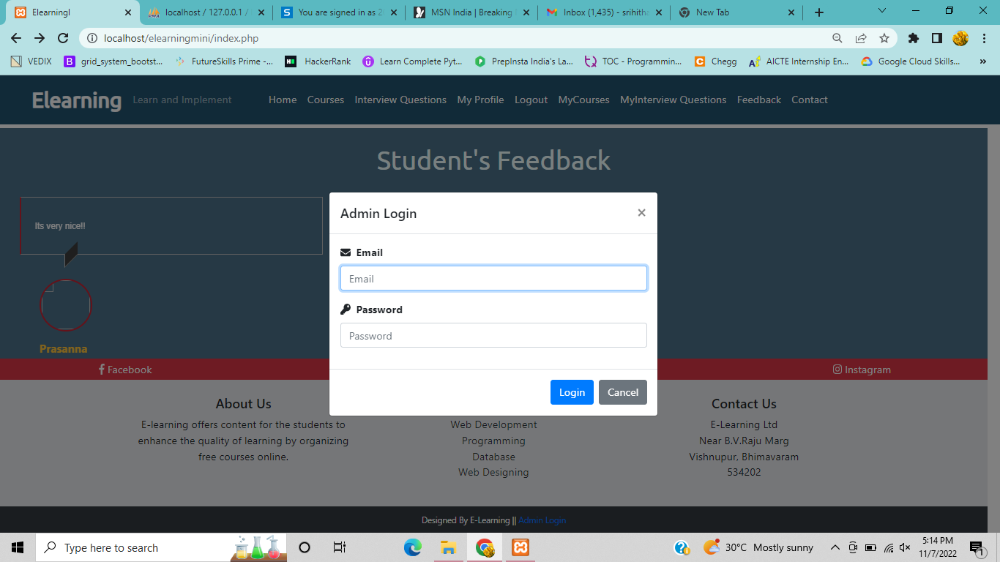 Elearningl
localhost / 127.0.0.1 /
You are signed in as 2
MSN India | Breaking
Inbox (1,435) - srihitha
New Tab
localhost/elearningmini/index.php
VEDIX
grid_system_bootst...
FutureSkills Prime -...
HackerRank
Learn Complete Pyt...
PrepInsta India's La...
TOC - Programmin...
Chegg
AICTE Internship En...
Google Cloud Skills...
Elearning Learn and Implement Home Courses Interview Questions My Profile Logout MyCourses MyInterview Questions Feedback Contact
Student's Feedback
Its very nice!!
Prasanna
Admin Login ×
Email
Email
Password
Password
Login Cancel
Facebook
Instagram
About Us
E-learning offers content for the students to
enhance the quality of learning by organizing
free courses online.
Web Development
Programming
Database
Web Designing
Contact Us
E-Learning Ltd
Near B.V.Raju Marg
Vishnupur, Bhimavaram
534202
Designed By E-Learning || Admin Login
Type here to search
30°C Mostly sunny
5:14 PM
11/7/2022
1